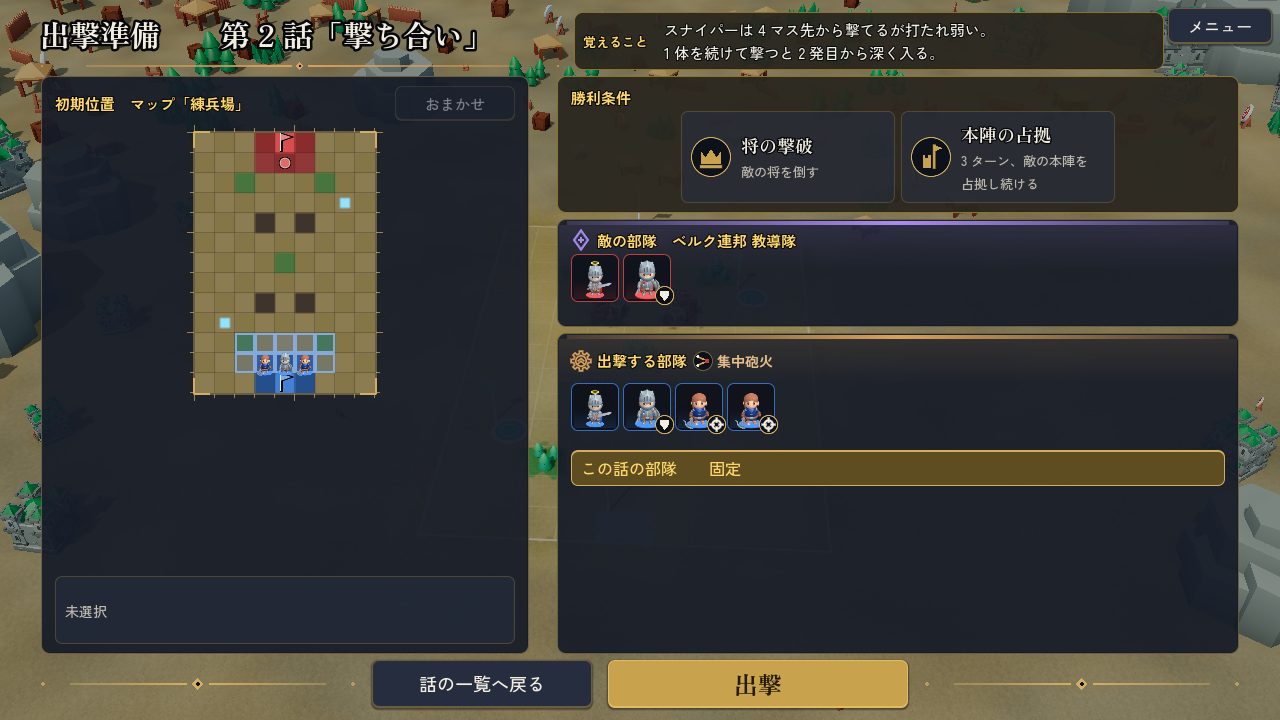 出撃準備 第2話「撃ち合い」
覚えること
スナイパーは4マス先から撃てるが打たれ弱い。
1体を続けて撃つと2発目から深く入る。
メニュー
初期位置 マップ「練兵場」
おまかせ
未選択
勝利条件
将の撃破
敵の将を倒す
本陣の占拠
3ターン、敵の本陣を
占拠し続ける
敵の部隊 ベルク連邦 教導隊
出撃する部隊 集中砲火
この話の部隊 固定
話の一覧へ戻る
出撃